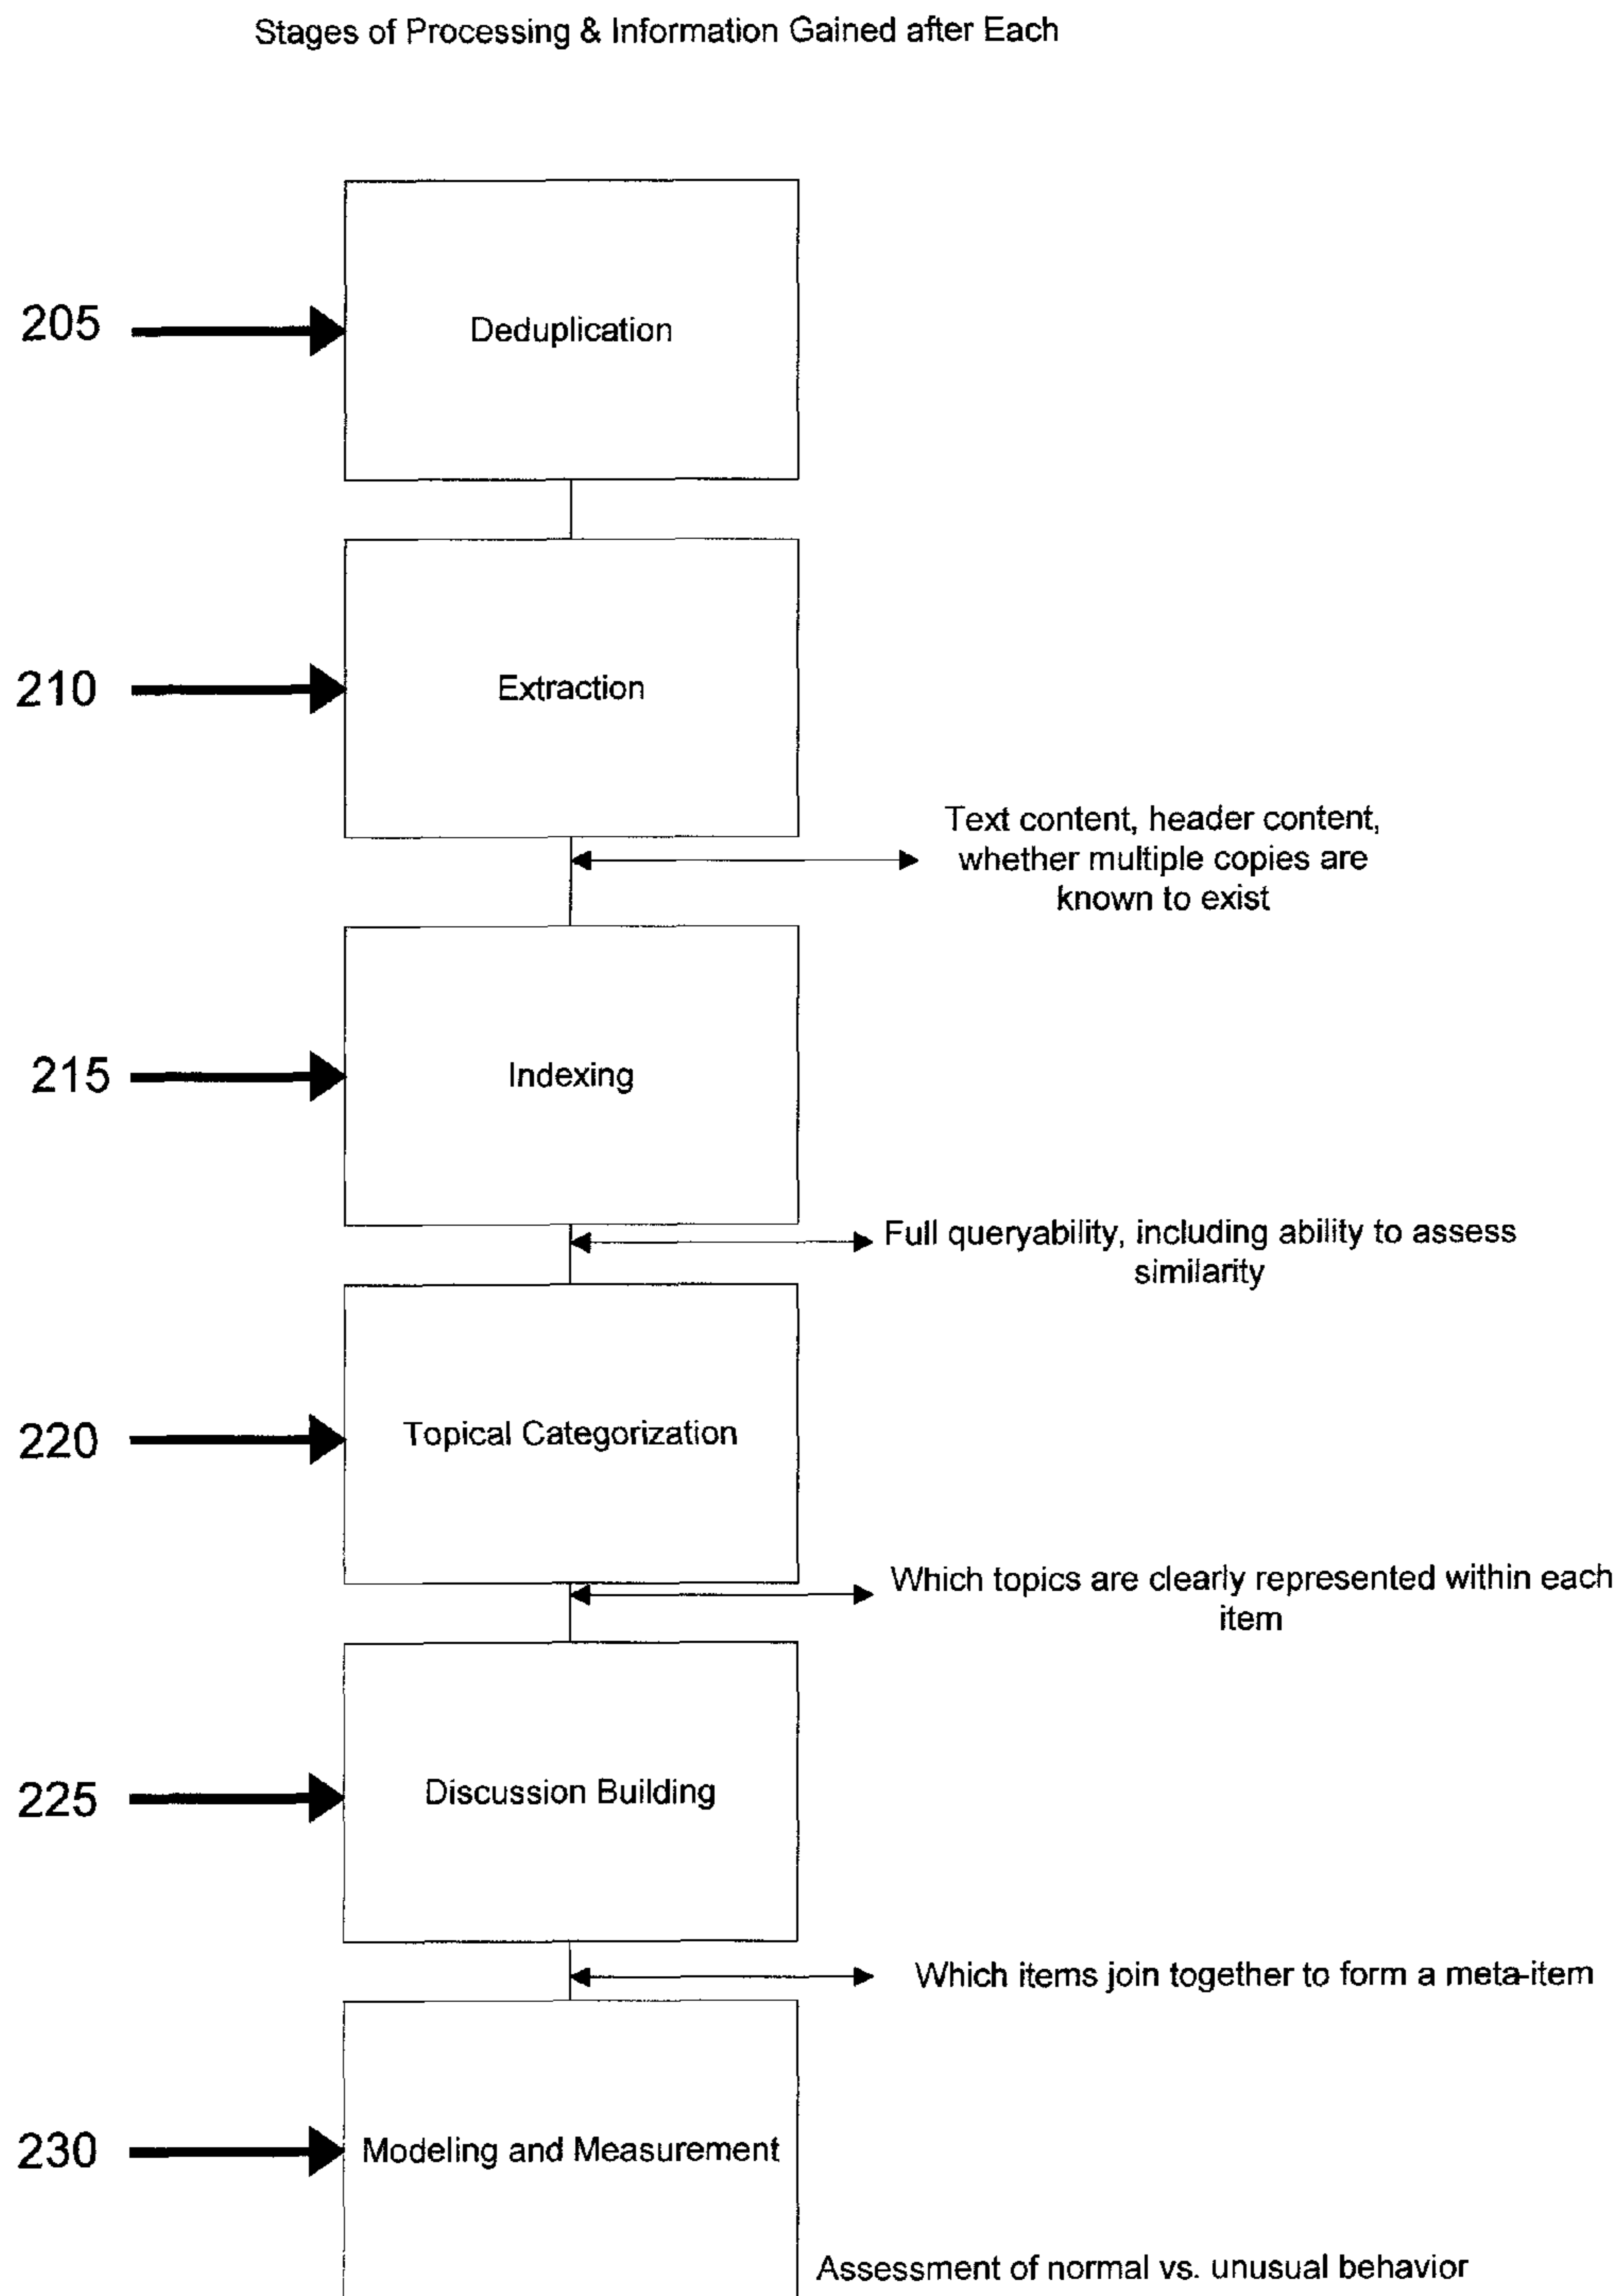 Stages of Processing & Information Gained after Each
205
Deduplication
210
Extraction
Text content, header content,
whether multiple copies are
known to exist
215
Indexing
Full queryability, including ability to assess
similarity
220
Topical Categorization
Which topics are clearly represented within each
item
225
Discussion Building
Which items join together to form a meta-item
230
Modeling and Measurement
Assessment of normal vs. unusual behavior